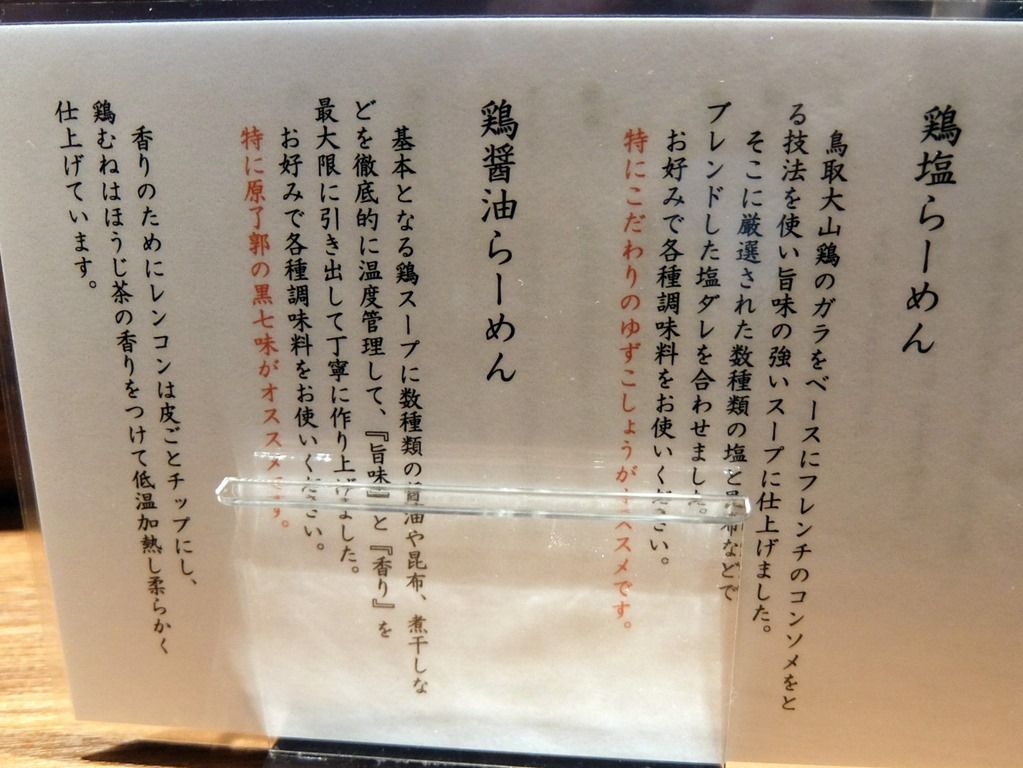 鶏塩らーめん
鳥取大山鶏のガラをベースにフレンチのコンソメをと
る技法を使い旨味の強いスープに仕上げました。
そこに厳選された数種類の塩と昆布などで
ブレンドした塩ダレを合わせました。
お好みで各種調味料をお使いください。
特にこだわりのゆずこしょうがオススメです。
鶏醤油らーめん
基本となる鶏スープに数種類の醤油や昆布、煮干しな
どを徹底的に温度管理して、『旨味』と『香り』を
最大限に引き出して丁寧に作り上げました。
お好みで各種調味料をお使いください。
特に原了郭の黒七味がオススメです。
香りのためにレンコンは皮ごとチップにし、
鶏むねはほうじ茶の香りをつけて低温加熱し柔らかく
仕上げています。